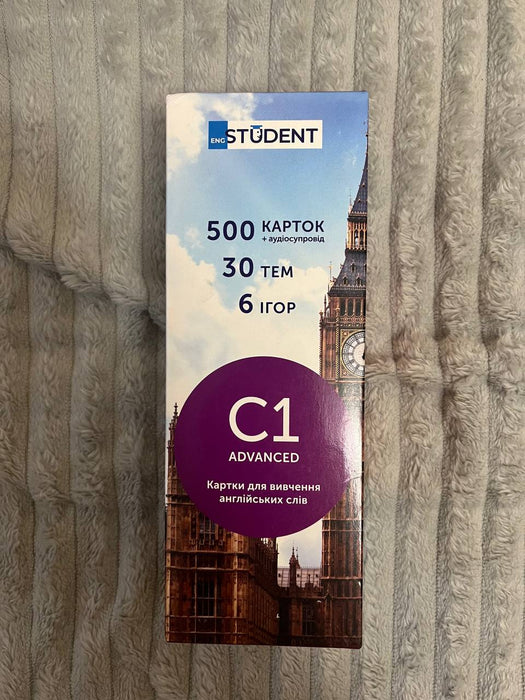 ENG STUDENT
500 КАРТОК
+ аудіосупровід
30 ТЕМ
6 ІГОР
C1
ADVANCED
Картки для вивчення
англійських слів